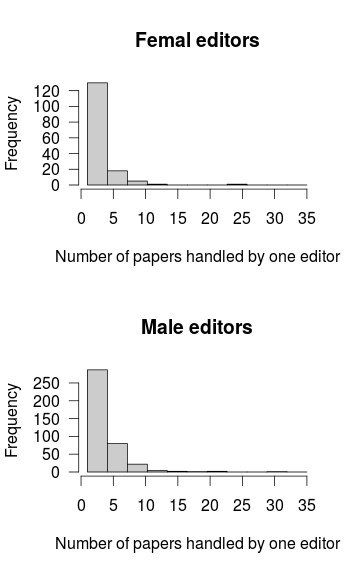 Femal editors
Frequency
120
100
80
60
40
20
0
0 5 10 15 20 25 30 35
Number of papers handled by one editor
Male editors
Frequency
250
200
150
100
50
0
0 5 10 15 20 25 30 35
Number of papers handled by one editor